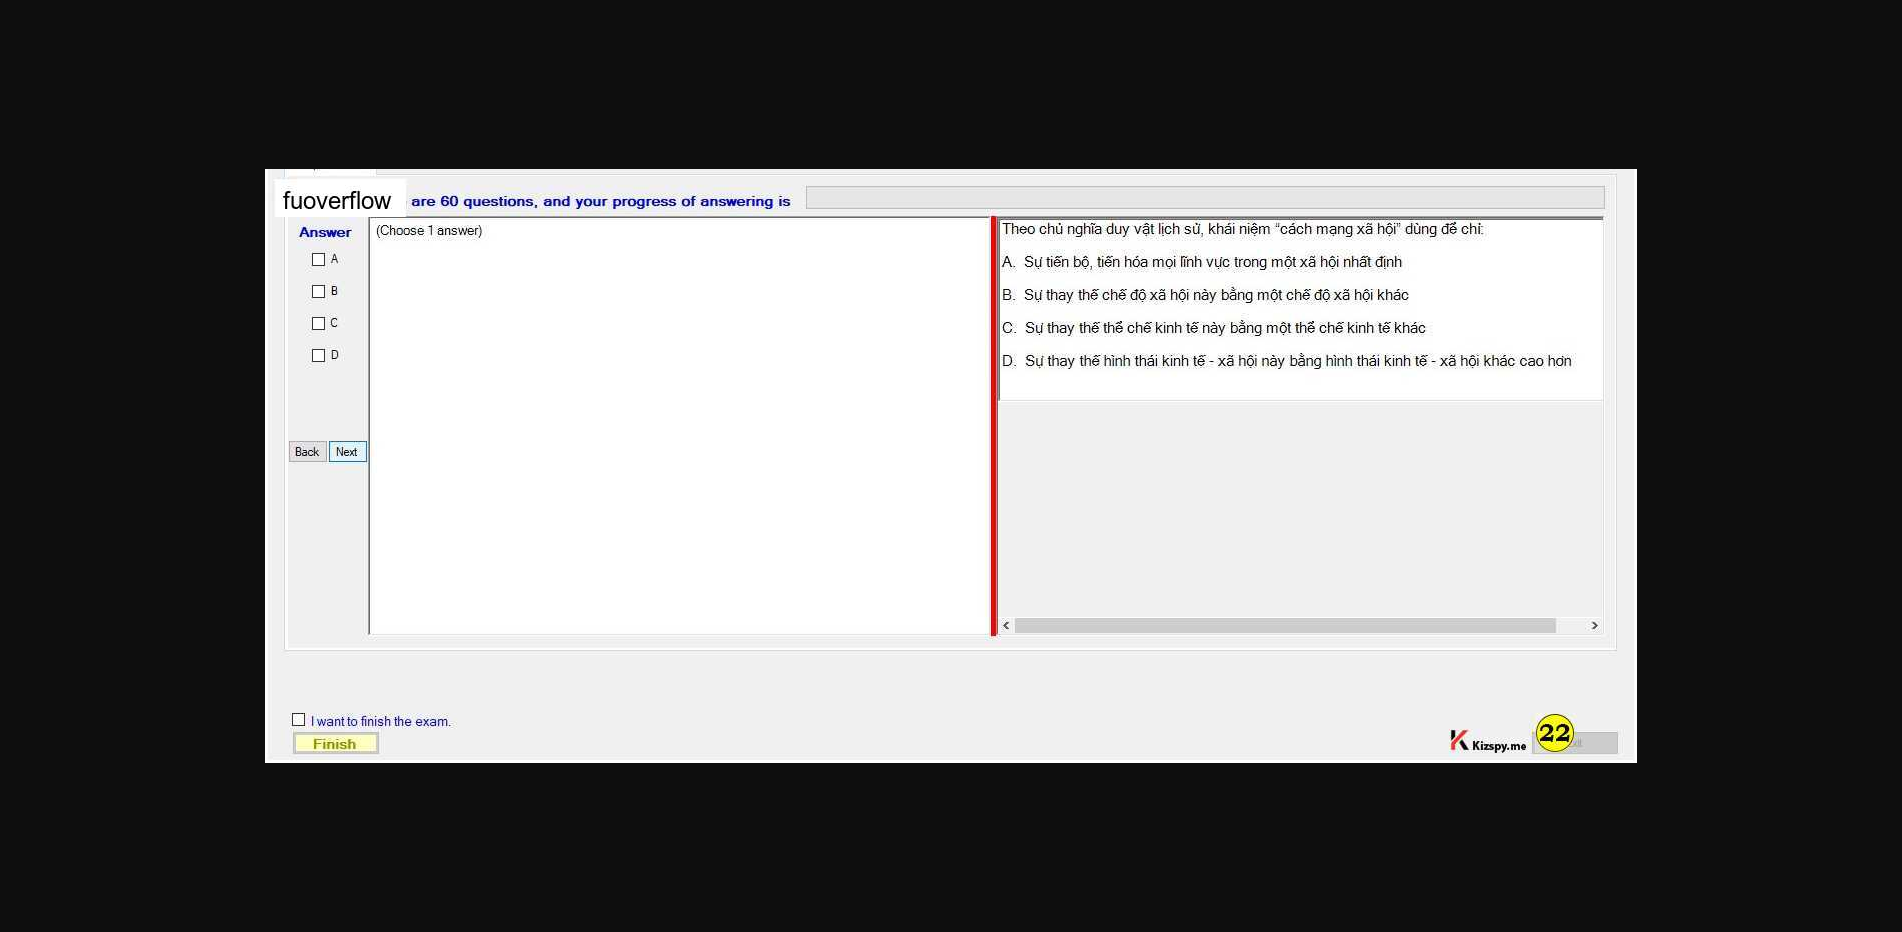 fuoverflow are 60 questions, and your progress of answering is
Answer
(Choose 1 answer)
A
B
C
D
Back Next
Theo chủ nghĩa duy vật lịch sử, khái niệm “cách mạng xã hội” dùng để chỉ:
A. Sự tiến bộ, tiến hóa mọi lĩnh vực trong một xã hội nhất định
B. Sự thay thế chế độ xã hội này bằng một chế độ xã hội khác
C. Sự thay thế thể chế kinh tế này bằng một thể chế kinh tế khác
D. Sự thay thế hình thái kinh tế - xã hội này bằng hình thái kinh tế - xã hội khác cao hơn
I want to finish the exam.
Finish
Kizspy.me
22